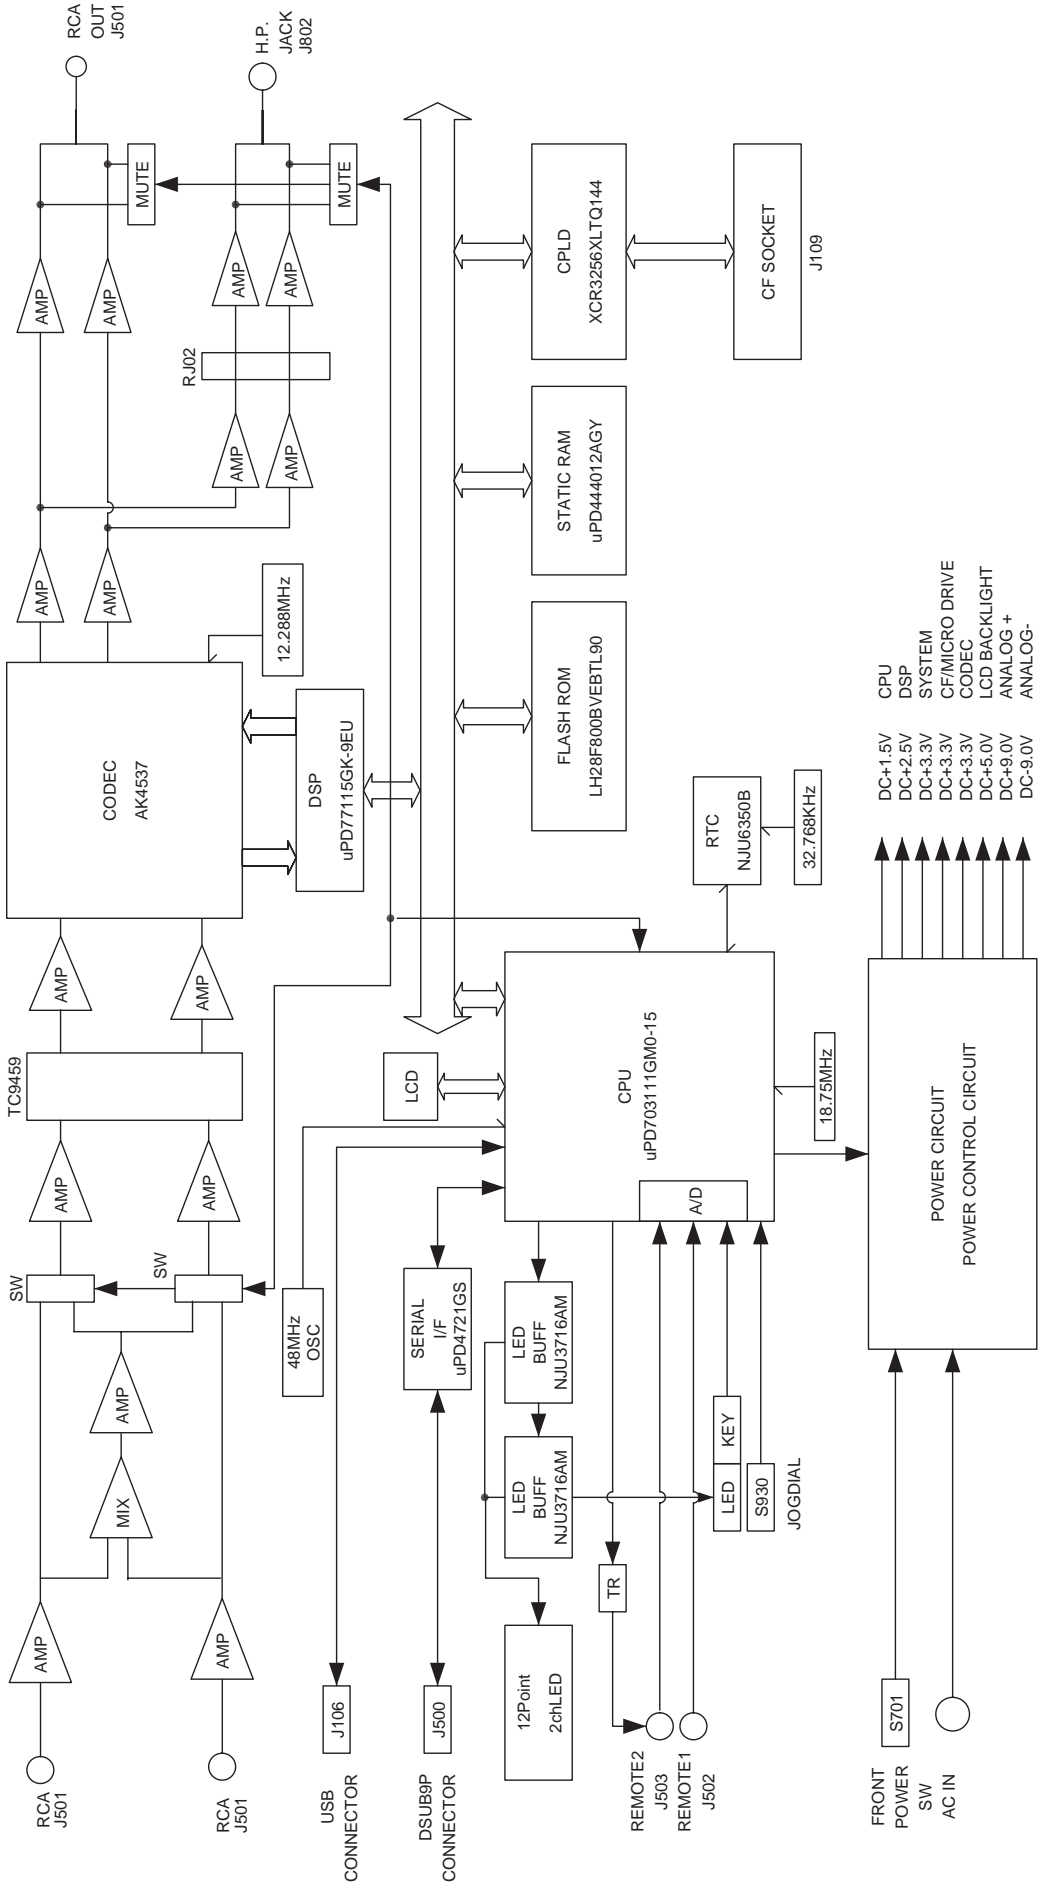 RCA
J501
RCA
J501
AMP
AMP
MIX
AMP
SW
SW
AMP
AMP
TC9459
AMP
AMP
CODEC
AK4537
12.288MHz
DSP
uPD77115GK-9EU
AMP
AMP
AMP
AMP
RJ02
AMP
AMP
AMP
AMP
MUTE
MUTE
RCA
OUT
J501
H.P.
JACK
J802
USB
CONNECTOR
J106
48MHz
OSC
DSUB9P
CONNECTOR
J500
SERIAL
I/F
uPD4721GS
LCD
12Point
2chLED
LED
BUFF
NJU3716AM
LED
BUFF
NJU3716AM
TR
REMOTE2
J503
REMOTE1
J502
LED
KEY
S930
JOGDIAL
CPU
uPD703111GM0-15
A/D
18.75MHz
RTC
NJU6350B
32.768KHz
FLASH ROM
LH28F800BVEBTL90
STATIC RAM
uPD444012AGY
CPLD
XCR3256XLTQ144
CF SOCKET
J109
FRONT
POWER
SW
S701
AC IN
POWER CIRCUIT
POWER CONTROL CIRCUIT
DC+1.5V CPU
DC+2.5V DSP
DC+3.3V SYSTEM
DC+3.3V CF/MICRO DRIVE
DC+3.3V CODEC
DC+5.0V LCD BACKLIGHT
DC+9.0V ANALOG +
DC-9.0V ANALOG-